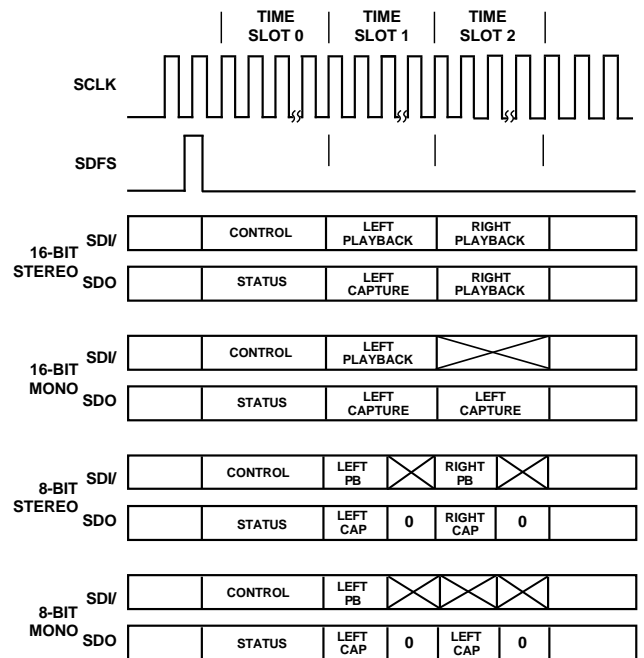 TIME SLOT 0
TIME SLOT 1
TIME SLOT 2
SCLK
SDFS
16-BIT STEREO
SDI/
CONTROL
LEFT PLAYBACK
RIGHT PLAYBACK
SDO
STATUS
LEFT CAPTURE
RIGHT PLAYBACK
16-BIT MONO
SDI/
CONTROL
LEFT PLAYBACK
SDO
STATUS
LEFT CAPTURE
LEFT CAPTURE
8-BIT STEREO
SDI/
CONTROL
LEFT PB
RIGHT PB
SDO
STATUS
LEFT CAP
0
RIGHT CAP
0
8-BIT MONO
SDI/
CONTROL
LEFT PB
SDO
STATUS
LEFT CAP
0
LEFT CAP
0